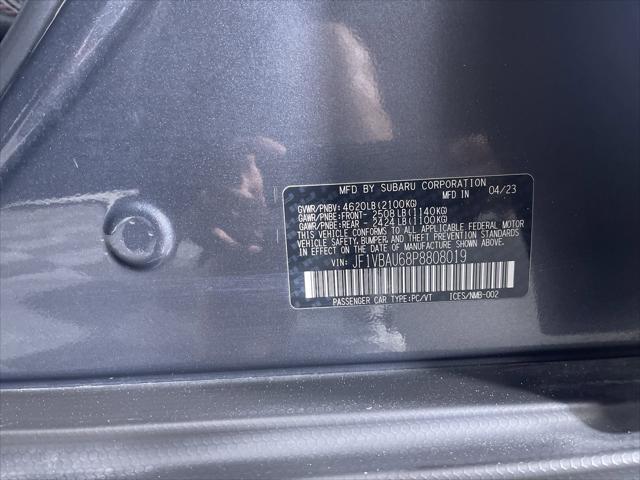 MFD BY SUBARU CORPORATION
MFD IN 04/23
GVWR/PNBV: 4620LB(2100KG)
GAWR/PNBE:FRONT- 2508LB(1140KG)
GAWR/PNBE:REAR - 2424LB(1100KG)
THIS VEHICLE CONFORMS TO ALL APPLICABLE FEDERAL MOTOR
VEHICLE SAFETY, BUMPER, AND THEFT PREVENTION STANDARDS
IN EFFECT ON THE DATE OF MANUFACTURE SHOWN ABOVE.
VIN: JF1VBAU68P8808019
PASSENGER CAR TYPE:PC/VT ICES/NMB-002